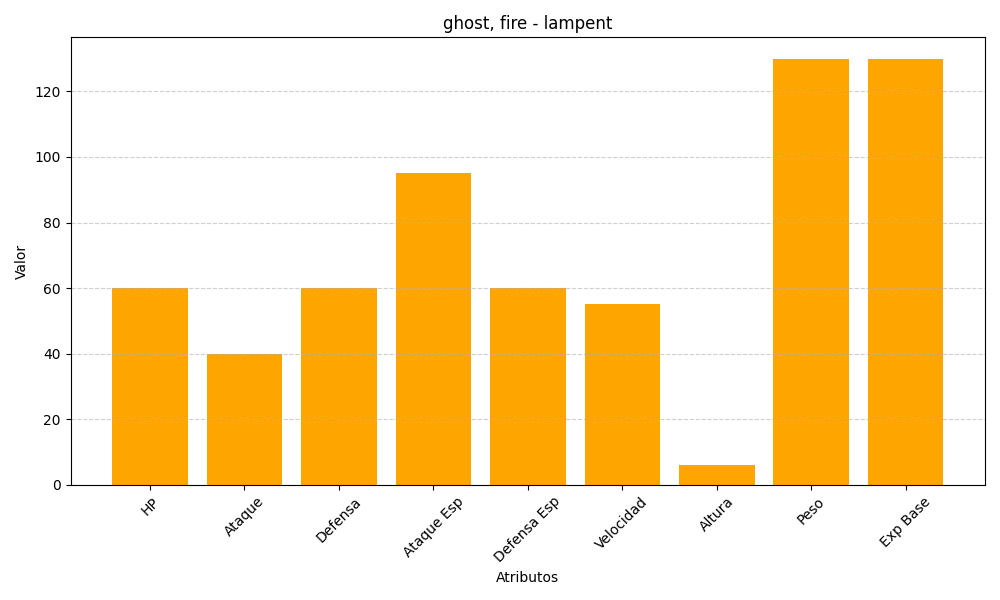 ghost, fire - lampent
Valor
120
100
80
60
40
20
0
HP
Ataque
Defensa
Ataque Esp
Defensa Esp
Velocidad
Altura
Peso
Exp Base
Atributos